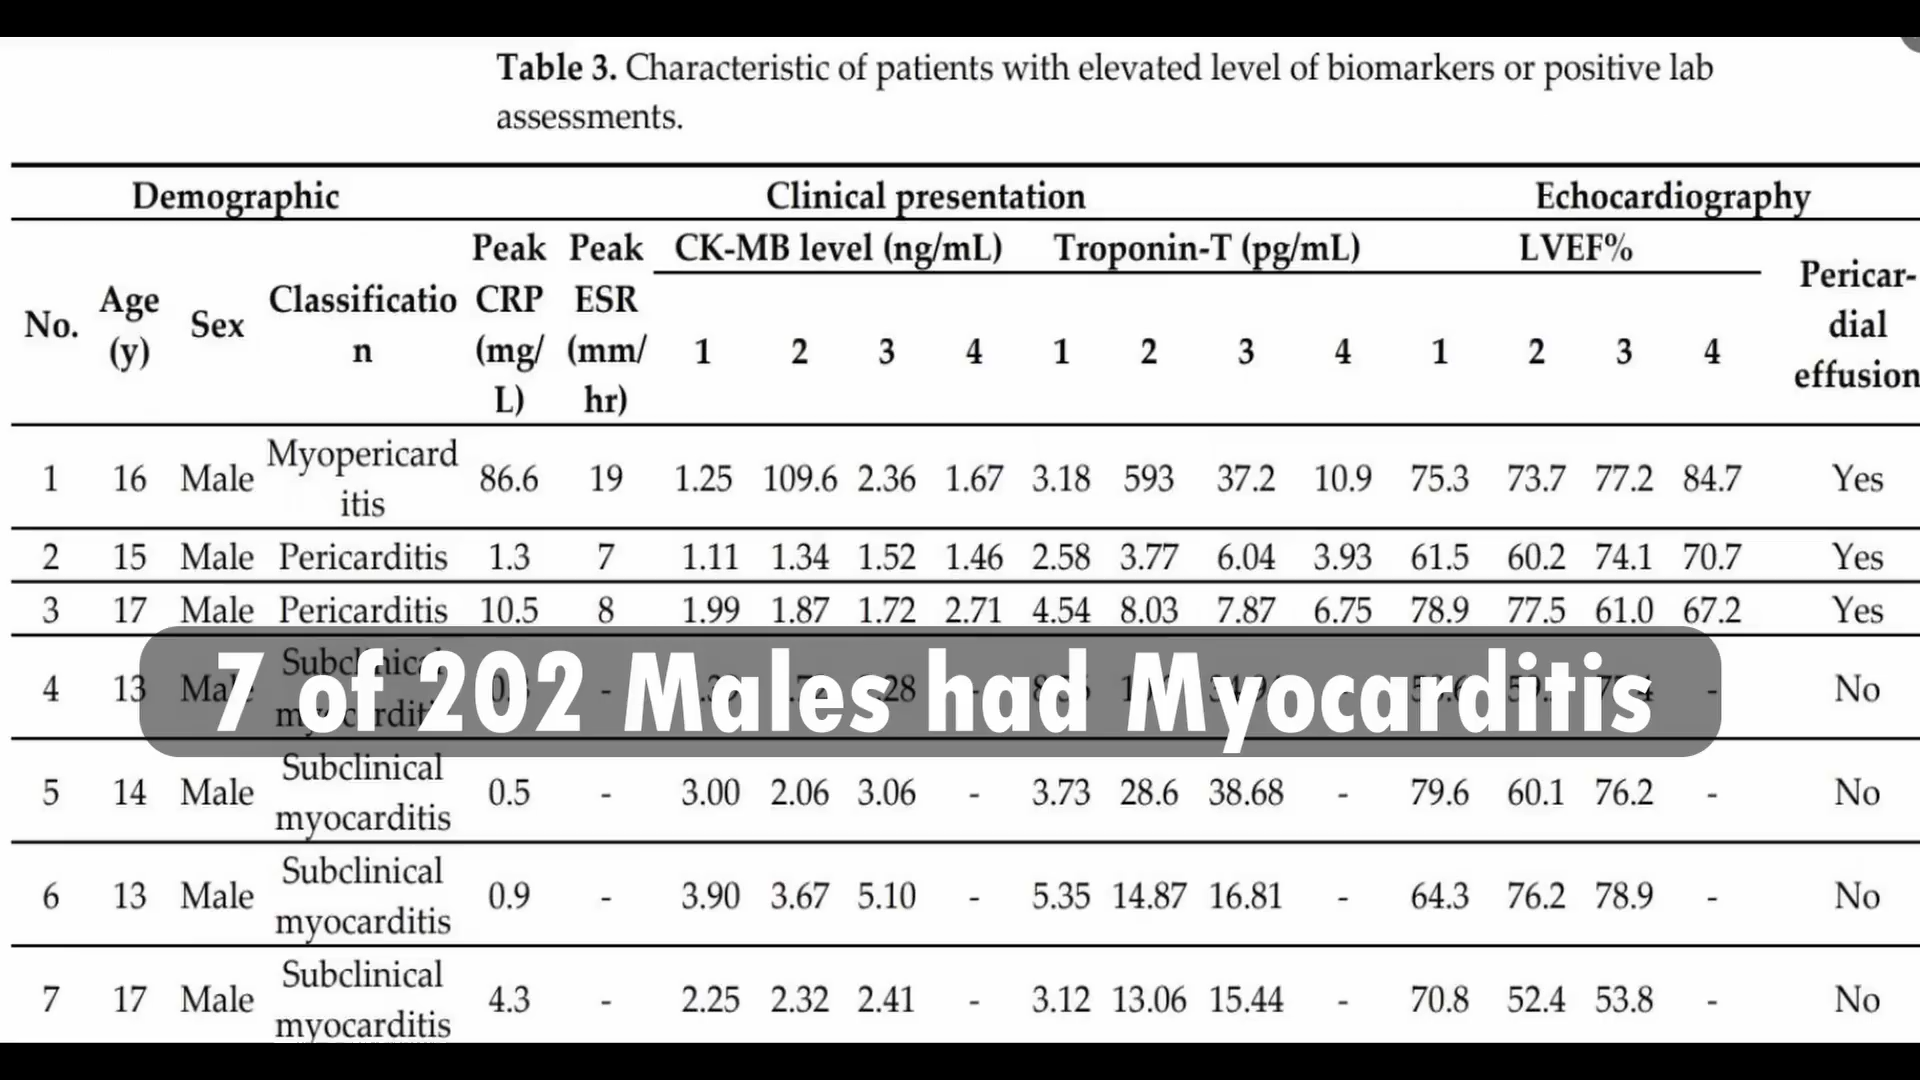 Table 3. Characteristic of patients with elevated level of biomarkers or positive lab
assessments.
Demographic Clinical presentation Echocardiography
No. Age (y) Sex Classificatio n Peak CRP (mg/ L) Peak ESR (mm/ hr) CK-MB level (ng/mL) Troponin-T (pg/mL) LVEF% Pericar- dial effusion
1 2 3 4 1 2 3 4 1 2 3 4
1 16 Male Myopericard itis 86.6 19 1.25 109.6 2.36 1.67 3.18 593 37.2 10.9 75.3 73.7 77.2 84.7 Yes
2 15 Male Pericarditis 1.3 7 1.11 1.34 1.52 1.46 2.58 3.77 6.04 3.93 61.5 60.2 74.1 70.7 Yes
3 17 Male Pericarditis 10.5 8 1.99 1.87 1.72 2.71 4.54 8.03 7.87 6.75 78.9 77.5 61.0 67.2 Yes
4 13 Male Subclinical - - - - No
7 of 202 Males had Myocarditis
5 14 Male Subclinical myocarditis 0.5 - 3.00 2.06 3.06 - 3.73 28.6 38.68 - 79.6 60.1 76.2 - No
6 13 Male Subclinical myocarditis 0.9 - 3.90 3.67 5.10 - 5.35 14.87 16.81 - 64.3 76.2 78.9 - No
7 17 Male Subclinical myocarditis 4.3 - 2.25 2.32 2.41 - 3.12 13.06 15.44 - 70.8 52.4 53.8 - No